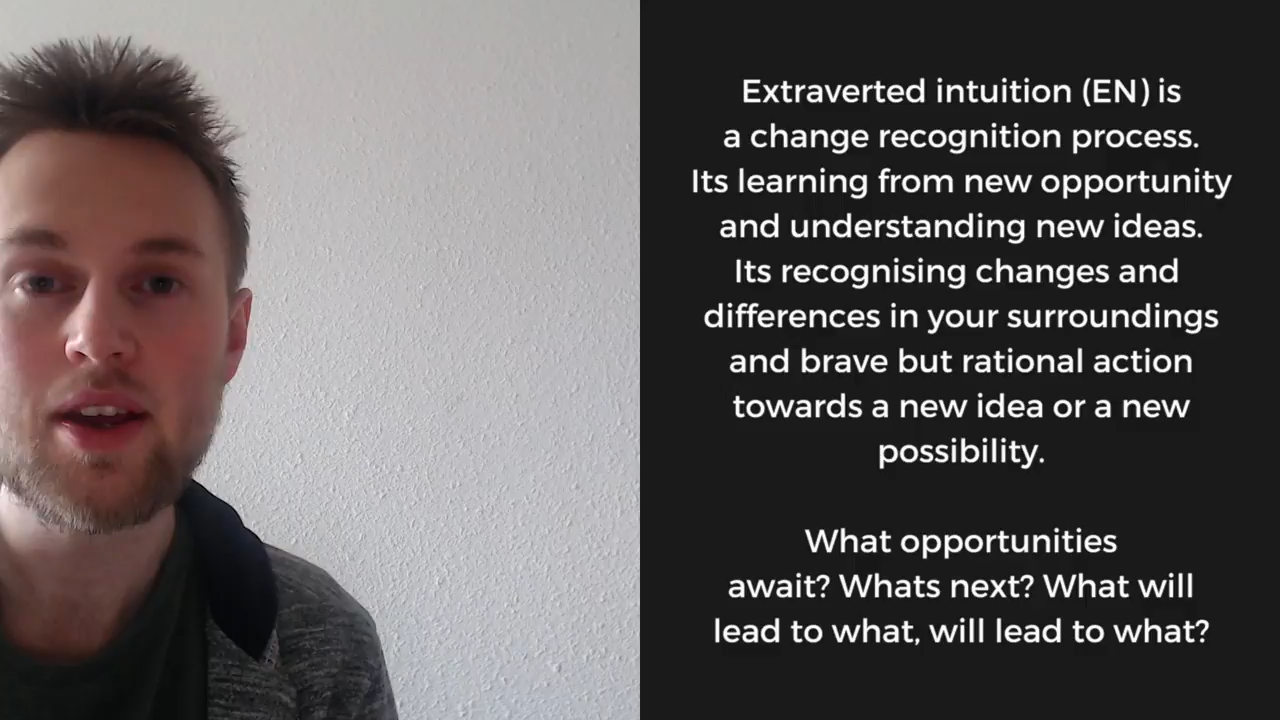 Extraverted intuition (EN) is
a change recognition process.
Its learning from new opportunity
and understanding new ideas.
Its recognising changes and
differences in your surroundings
and brave but rational action
towards a new idea or a new
possibility.
What opportunities
await? Whats next? What will
lead to what, will lead to what?